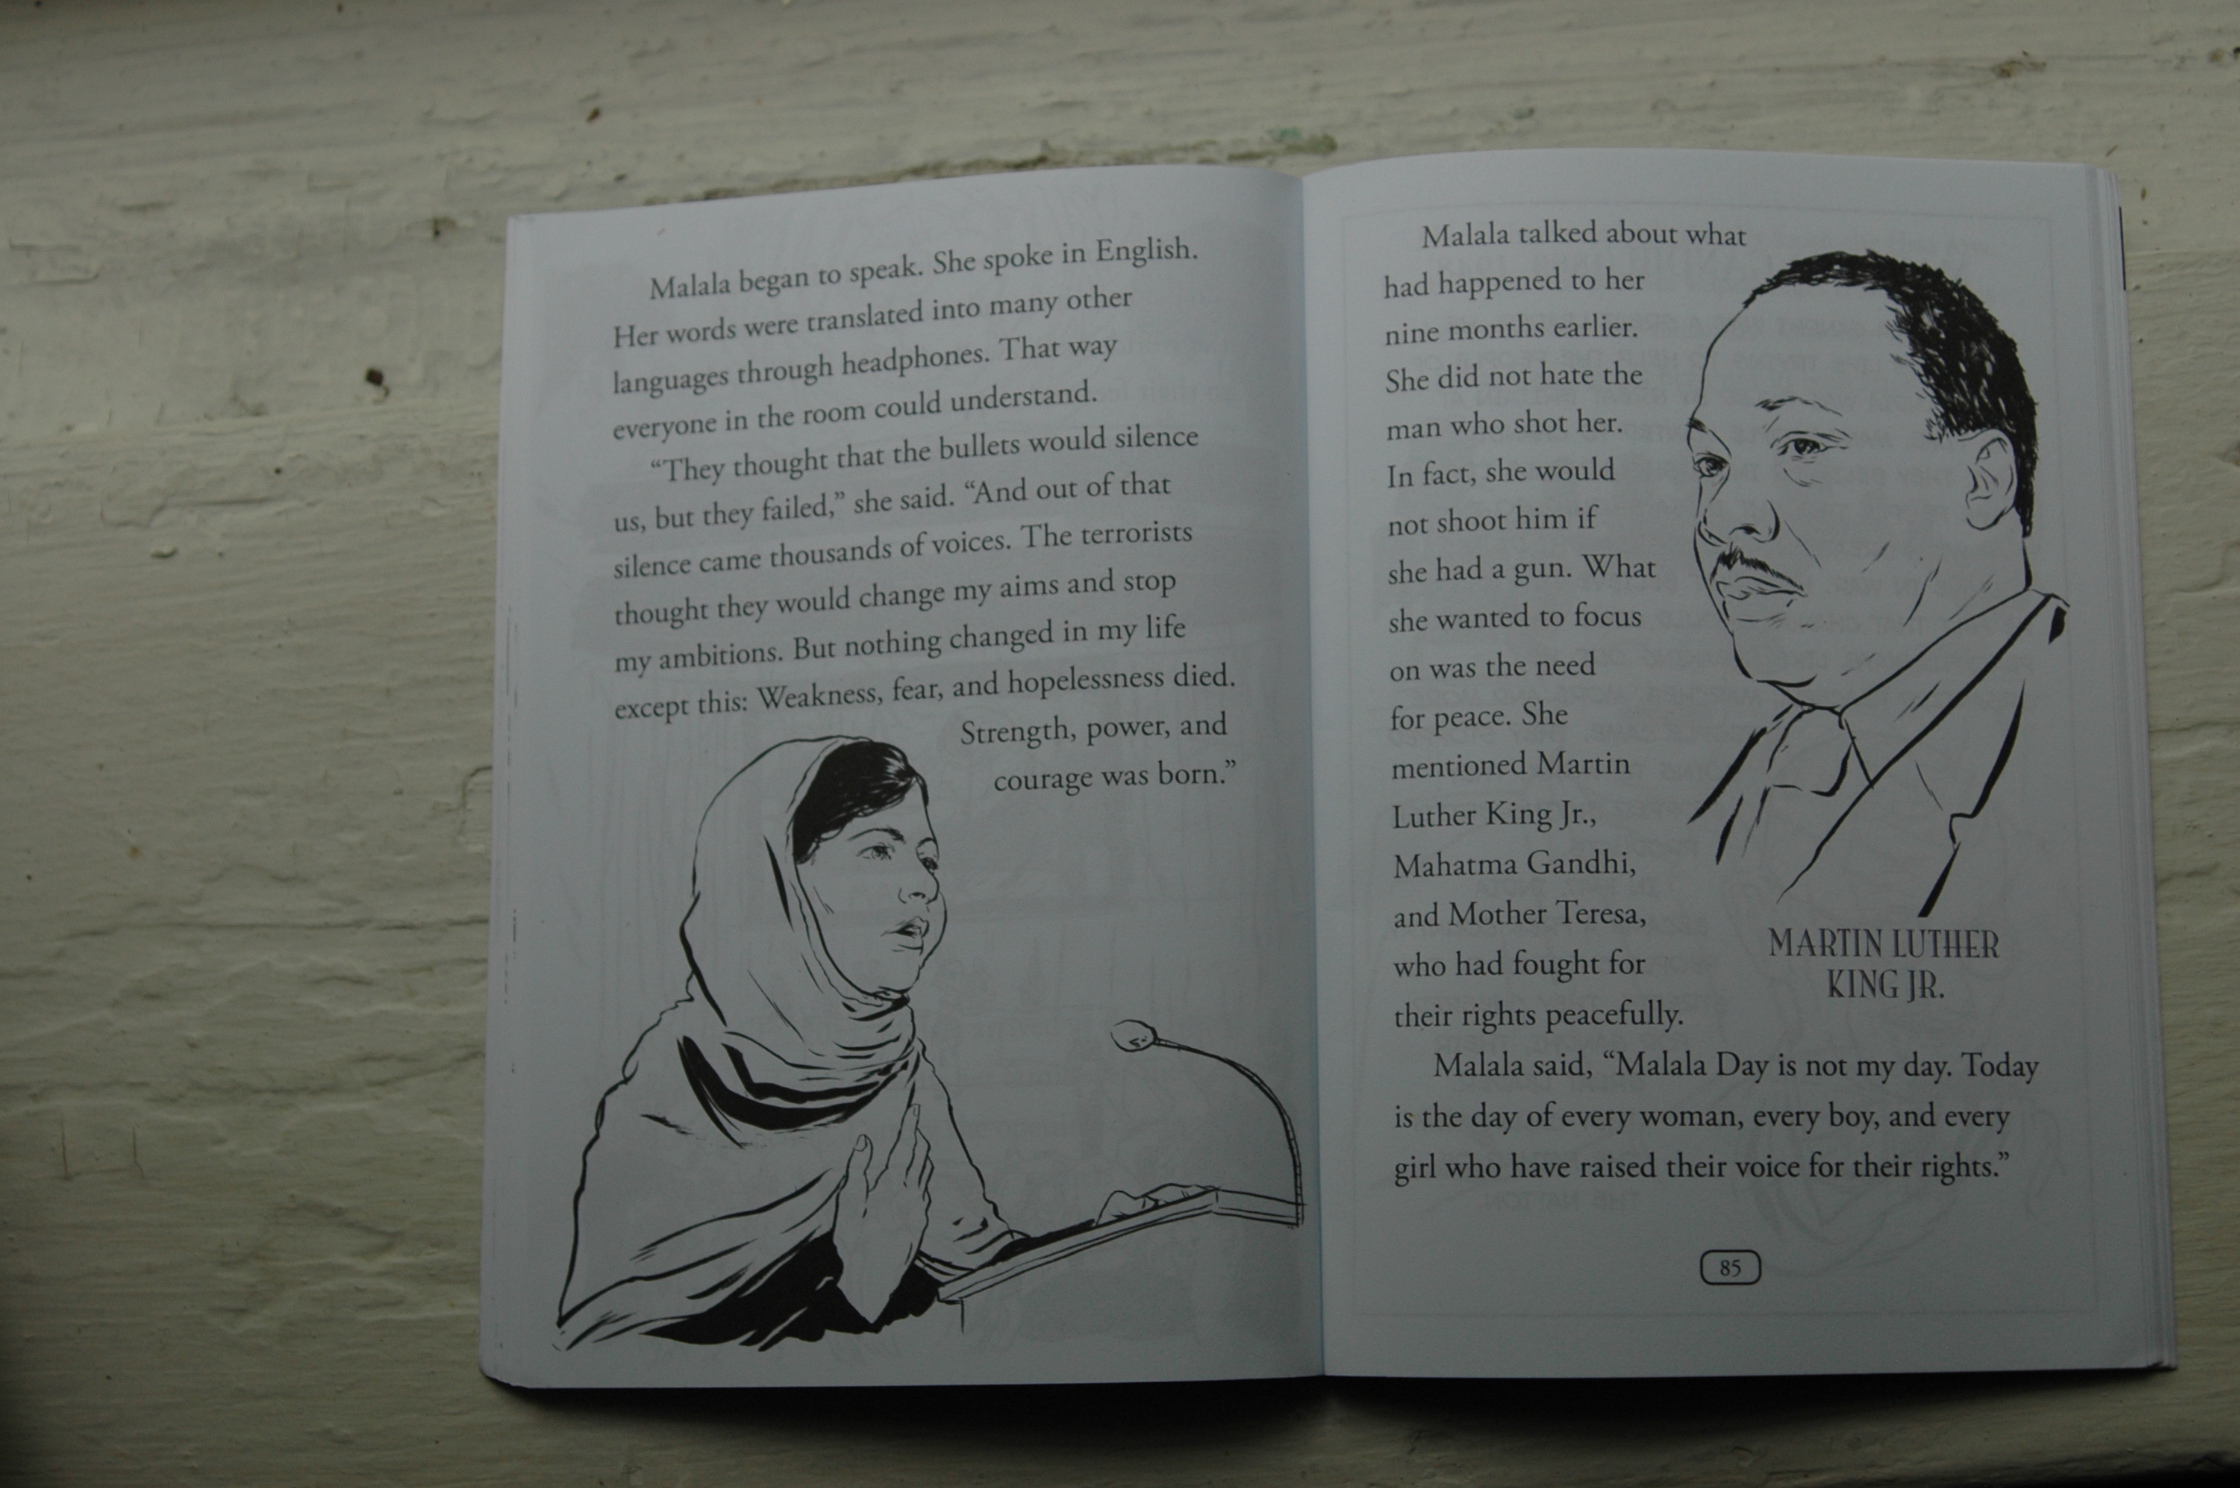 Malala began to speak. She spoke in English.
Her words were translated into many other
languages through headphones. That way
everyone in the room could understand.
“They thought that the bullets would silence
us, but they failed,” she said. “And out of that
silence came thousands of voices. The terrorists
thought they would change my aims and stop
my ambitions. But nothing changed in my life
except this: Weakness, fear, and hopelessness died.
Strength, power, and
courage was born.”
Malala talked about what
had happened to her
nine months earlier.
She did not hate the
man who shot her.
In fact, she would
not shoot him if
she had a gun. What
she wanted to focus
on was the need
for peace. She
mentioned Martin
Luther King Jr.,
Mahatma Gandhi,
and Mother Teresa,
who had fought for
their rights peacefully.
MARTIN LUTHER
KING JR.
Malala said, “Malala Day is not my day. Today
is the day of every woman, every boy, and every
girl who have raised their voice for their rights.”
85